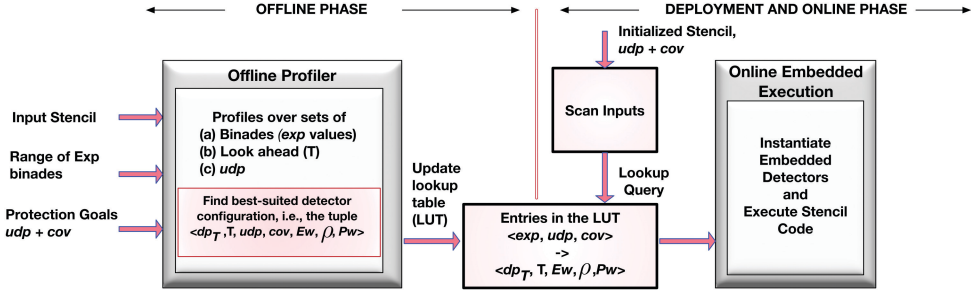 OFFLINE PHASE
DEPLOYMENT AND ONLINE PHASE
Input Stencil
Range of Exp
binades
Protection Goals
udp + cov
Offline Profiler
Profiles over sets of
(a) Binades (exp values)
(b) Look ahead (T)
(c) udp
Find best-suited detector
configuration, i.e., the tuple
<dp_T ,T, udp, cov, Ew, ρ, Pw>
Update
lookup
table
(LUT)
Initialized Stencil,
udp + cov
Scan Inputs
Lookup
Query
Entries in the LUT
<exp, udp, cov>
->
<dp_T, T, Ew, ρ,Pw>
Online Embedded
Execution
Instantiate
Embedded
Detectors
and
Execute Stencil
Code